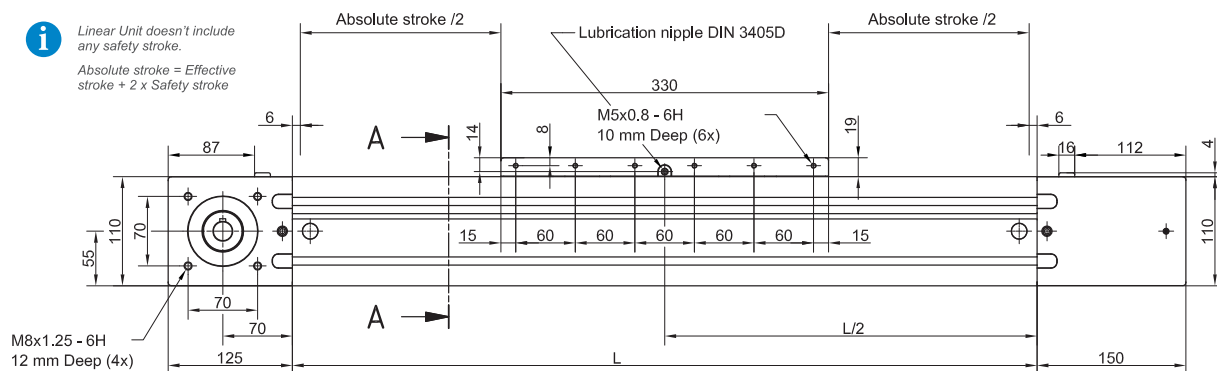 i
Linear Unit doesn't include
any safety stroke.
Absolute stroke = Effective
stroke + 2 x Safety stroke
Absolute stroke /2
Lubrication nipple DIN 3405D
Absolute stroke /2
330
M5x0.8 - 6H
10 mm Deep (6x)
6
A
14
8
19
6
87
16
112
4
110
55
70
15
60
60
60
60
60
15
110
70
70
A
L/2
M8x1.25 - 6H
12 mm Deep (4x)
125
L
150